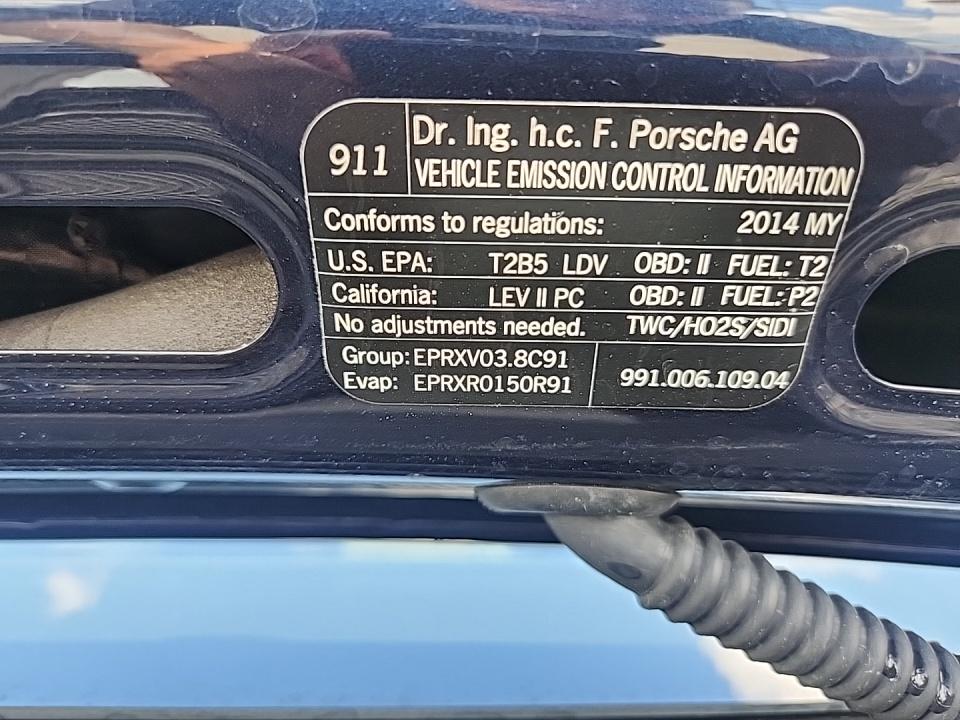 911
Dr. Ing. h.c. F. Porsche AG
VEHICLE EMISSION CONTROL INFORMATION
Conforms to regulations: 2014 MY
U.S. EPA: T2B5 LDV OBD: II FUEL: T2
California: LEV II PC OBD: II FUEL: P2
No adjustments needed. TWC/HO2S/SIDI
Group: EPRXV03.8C91
Evap: EPRXR0150R91
991.006.109.04